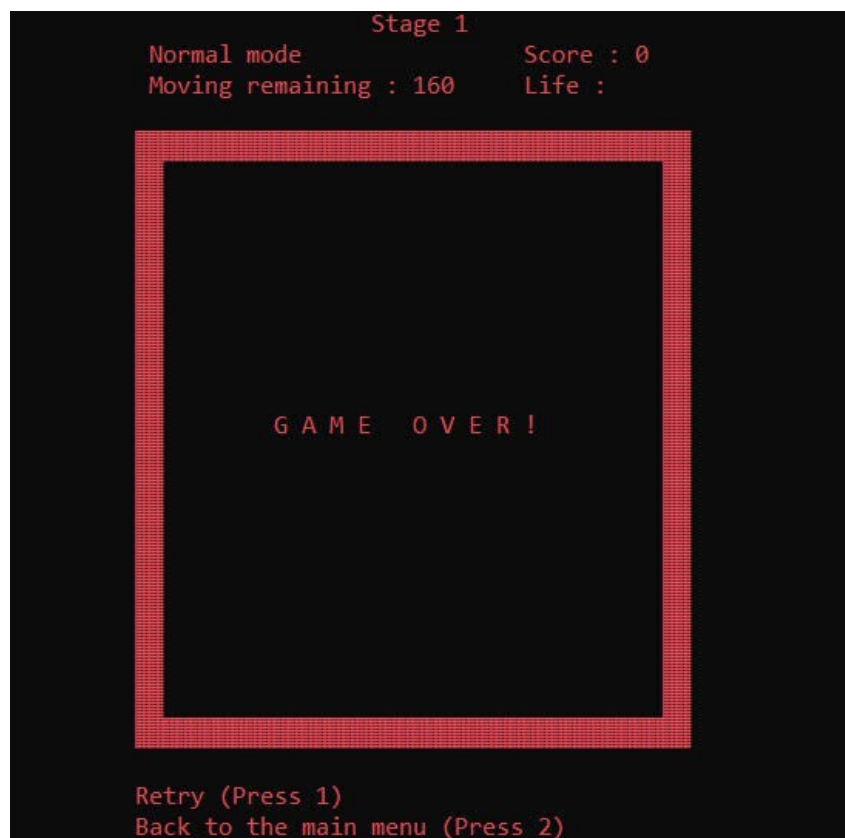 Stage 1
Normal mode Score : 0
Moving remaining : 160 Life :
G A M E O V E R !
Retry (Press 1)
Back to the main menu (Press 2)